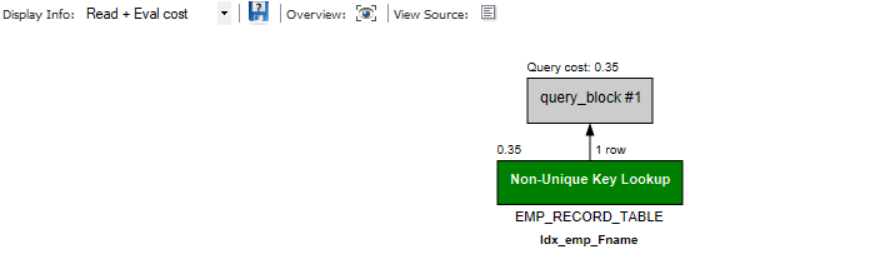 Display Info: Read + Eval cost Overview: View Source:
Query cost: 0.35
query_block #1
0.35 1 row
Non-Unique Key Lookup
EMP_RECORD_TABLE
Idx_emp_Fname